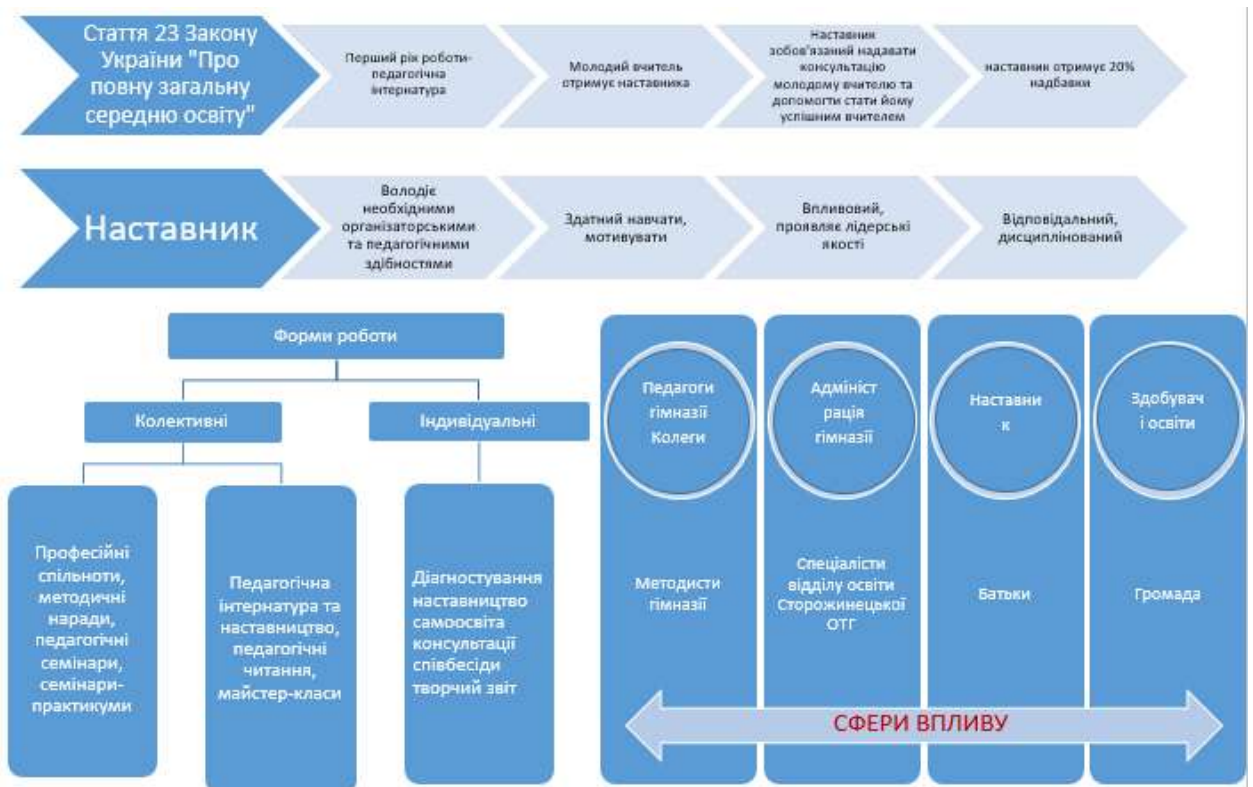 Стаття 23 Закону
України "Про
повну загальну
середню освіту"
Перший рік роботи-
педагогічна
інтернатура
Молодий вчитель
отримує наставника
Наставник
зобов'язаний надавати
консультацію
молодому вчителю та
допомогти стати йому
успішним вчителем
наставник отримує 20%
надбавки
Наставник
Володіє
необхідними
організаторськими
та педагогічними
здібностями
Здатний навчати,
мотивувати
Впливовий,
проявляє лідерські
якості
Відповідальний,
дисциплінований
Форми роботи
Колективні
Індивідуальні
Професійні
спільноти,
методичні
наради,
педагогічні
семінари,
семінари-
практикуми
Педагогічна
інтернатура та
наставництво,
педагогічні
читання,
майстер-класи
Діагностування
наставництво
самоосвіта
консультації
співбесіди
творчий звіт
Педагоги
гімназії
Колеги
Методисти
гімназії
Адмініст
рація
гімназії
Спеціалісти
відділу освіти
Сторожинецької
ОТГ
Наставни
к
Батьки
Здобувач
і освіти
Громада
СФЕРИ ВПЛИВУ